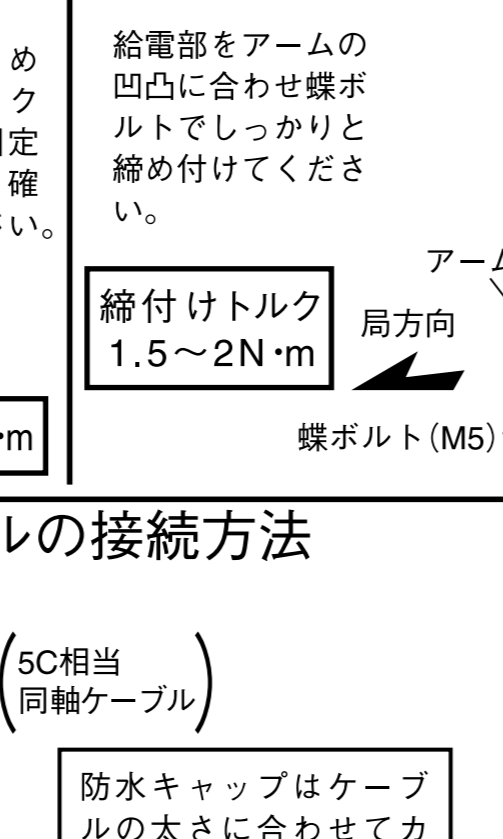 め
ク
定
確
い。
給電部をアームの
凹凸に合わせ蝶ボ
ルトでしっかりと
締め付けてくださ
い。
締付けトルク
1.5～2N・m
・m
アーム
局方向
蝶ボルト(M5)
ルの接続方法
5C相当
同軸ケーブル
防水キャップはケーブ
ルの太さに合わせてカ